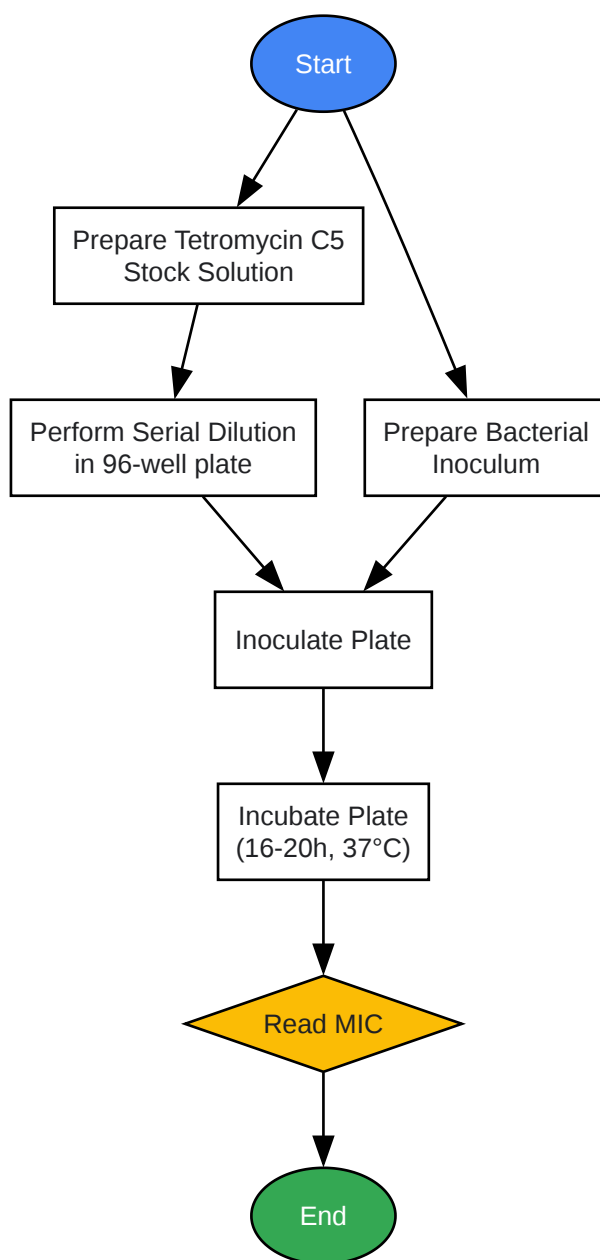 Start
Prepare Tetromycin C5
Stock Solution
Perform Serial Dilution
in 96-well plate
Prepare Bacterial
Inoculum
Inoculate Plate
Incubate Plate
(16-20h, 37°C)
Read MIC
End